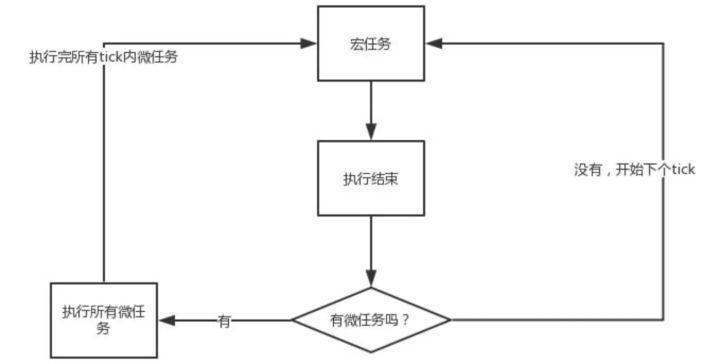 宏任务
执行完所有tick内微任务
执行结束
没有，开始下个tick
执行所有微任
务
有
有微任务吗？